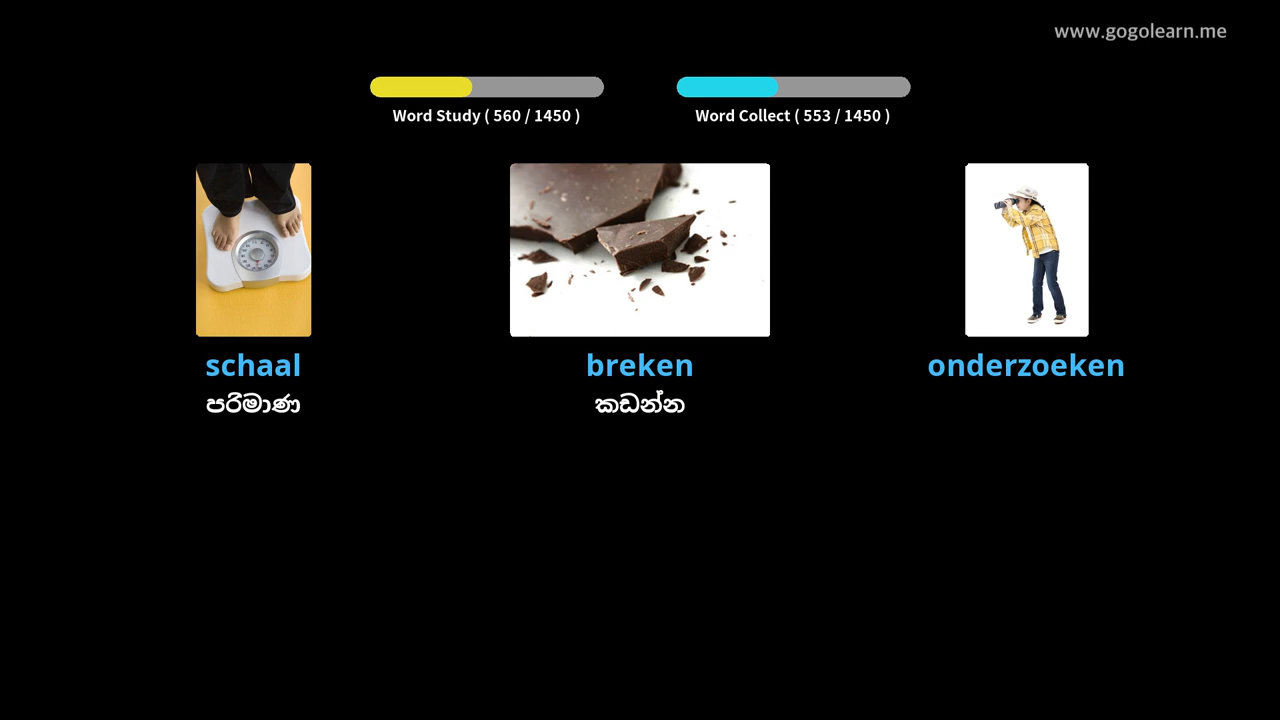 www.gogolearn.me
Word Study ( 560 / 1450 )
Word Collect ( 553 / 1450 )
schaal
breken
onderzoeken
පරිමාණ
කඩන්න